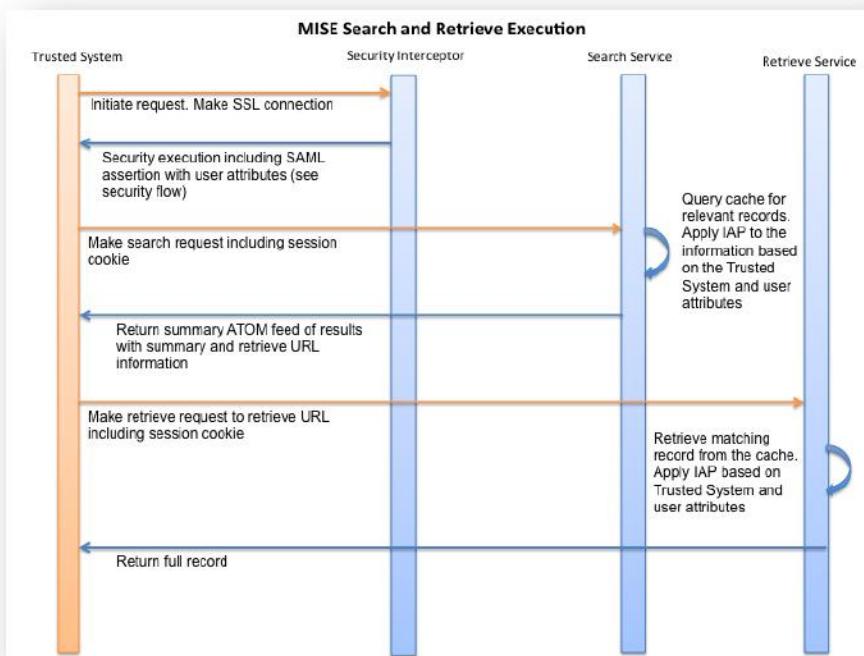 MISE Search and Retrieve Execution
Trusted System
Security Interceptor
Search Service
Retrieve Service
Initiate request. Make SSL connection
Security execution including SAML
assertion with user attributes (see
security flow)
Make search request including session
cookie
Query cache for
relevant records.
Apply IAP to the
information based
on the Trusted
System and user
attributes
Return summary ATOM feed of results
with summary and retrieve URL
information
Make retrieve request to retrieve URL
including session cookie
Retrieve matching
record from the cache.
Apply IAP based on
Trusted System and
user attributes
Return full record